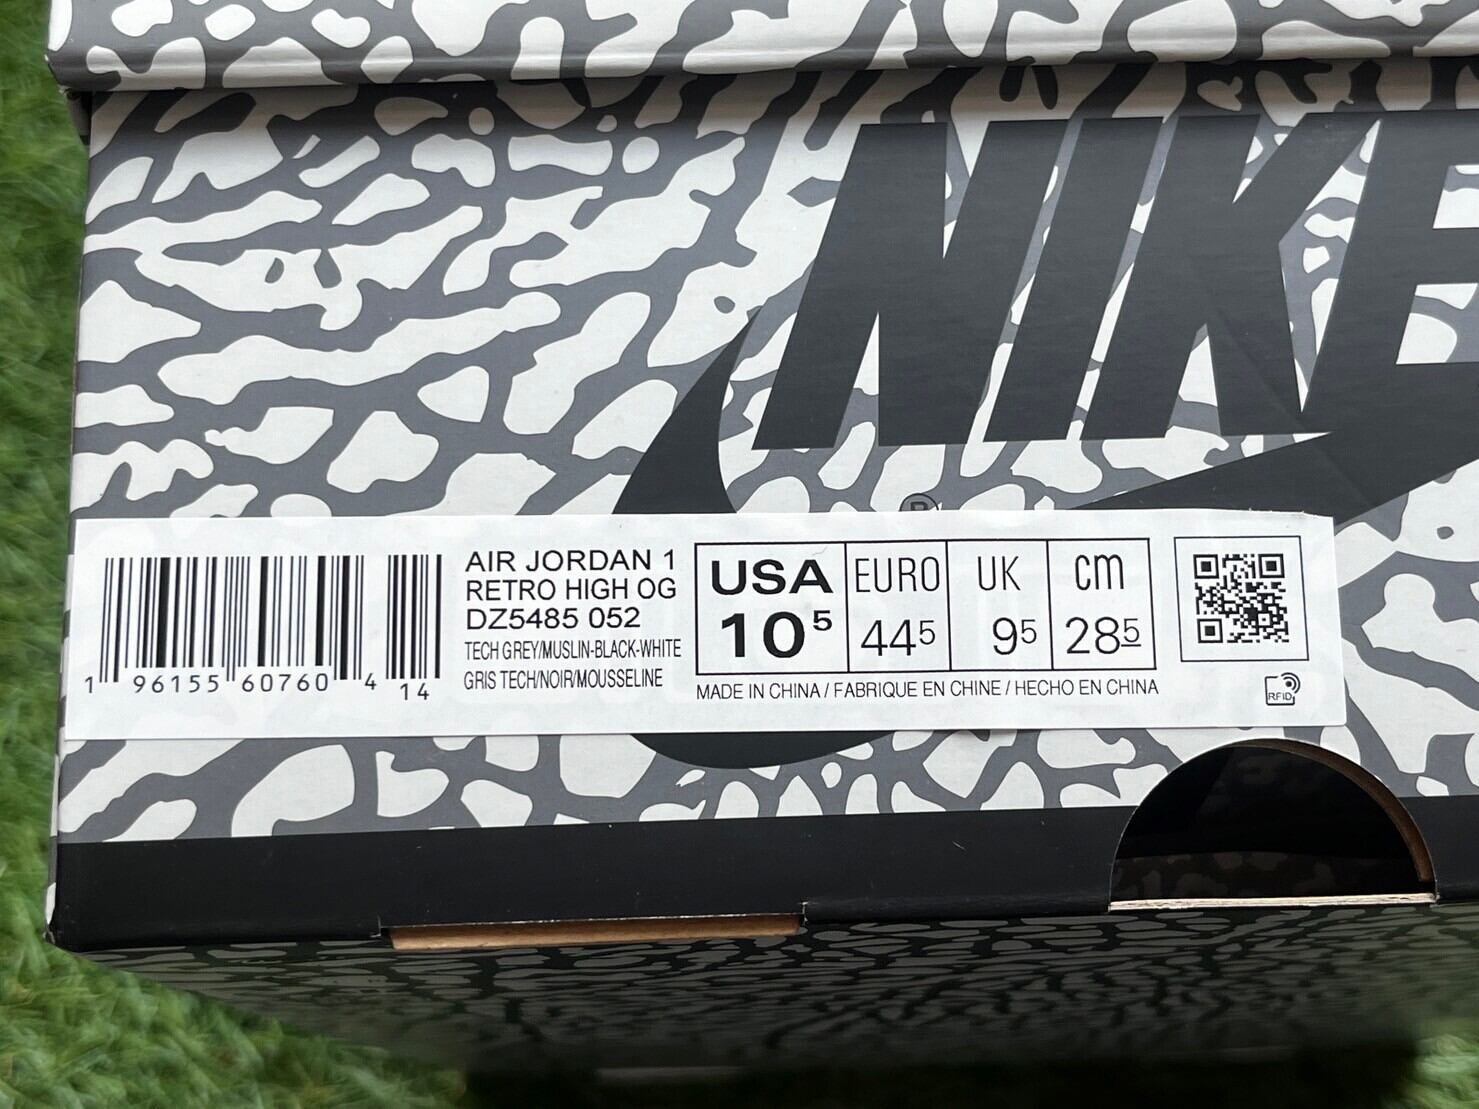 NIKE
®
AIR JORDAN 1
RETRO HIGH OG
DZ5485 052
TECH GREY/MUSLIN-BLACK-WHITE
GRIS TECH/NOIR/MOUSSELINE
1 96155 60760 4 14
USA EURO UK cm
10⁵ 44⁵ 9⁵ 28⁵
MADE IN CHINA / FABRIQUE EN CHINE / HECHO EN CHINA
RFID